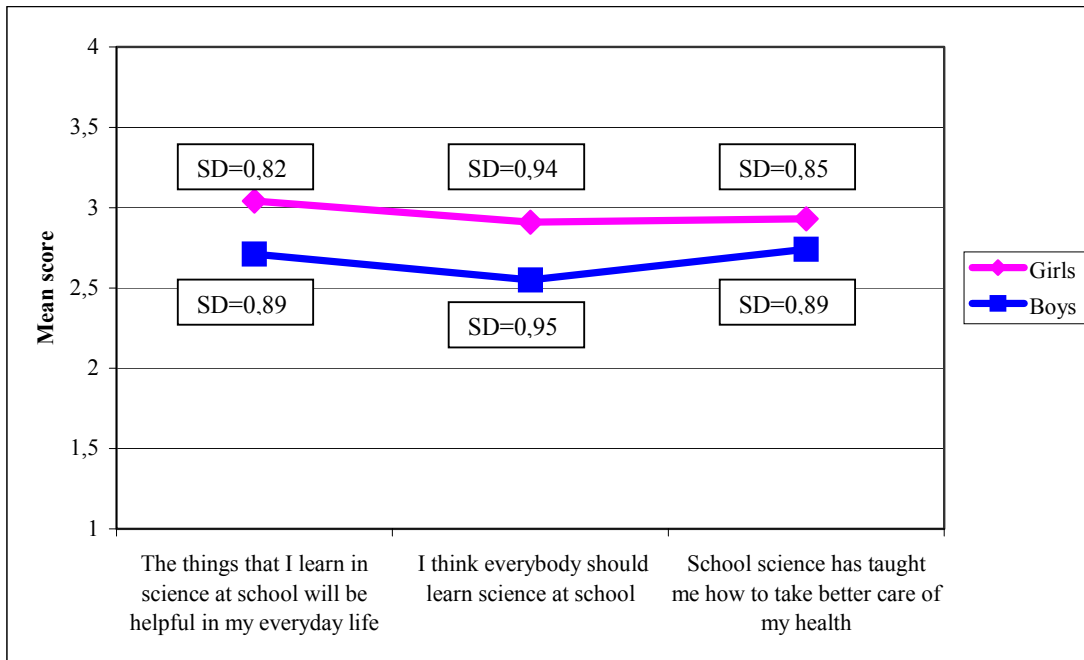 4
3,5
3
2,5
2
1,5
1
Mean score
SD=0,82
SD=0,94
SD=0,85
SD=0,89
SD=0,95
SD=0,89
Girls
Boys
The things that I learn in
science at school will be
helpful in my everyday life
I think everybody should
learn science at school
School science has taught
me how to take better care of
my health